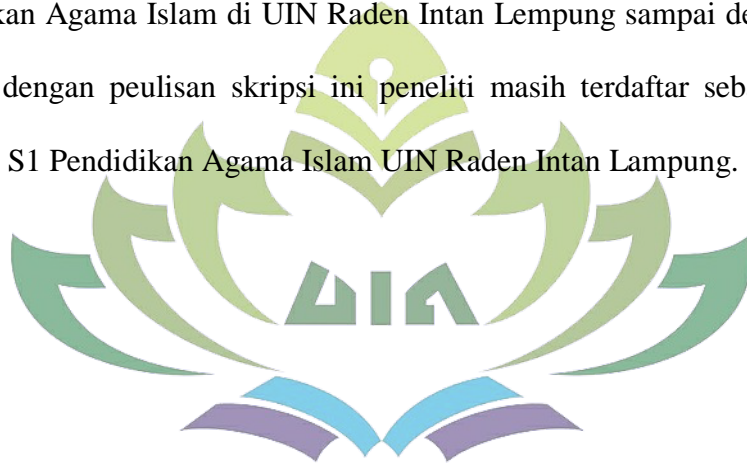 kan Agama Islam di UIN Raden Intan Lempung sampai de
dengan peulisan skripsi ini peneliti masih terdaftar seb
S1 Pendidikan Agama Islam UIN Raden Intan Lampung.
UIN